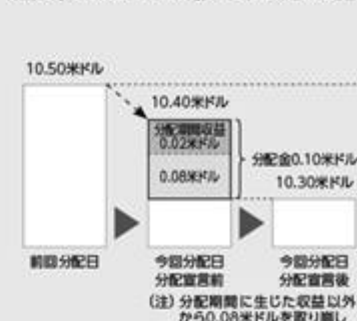 10.50米ドル
10.40米ドル
分配期間収益
0.02米ドル
0.08米ドル
分配金0.10米ドル
10.30米ドル
前回分配日
今回分配日
分配宣言前
今回分配日
分配宣言後
(注) 分配期間に生じた収益以外
から0.08米ドルを取り崩し